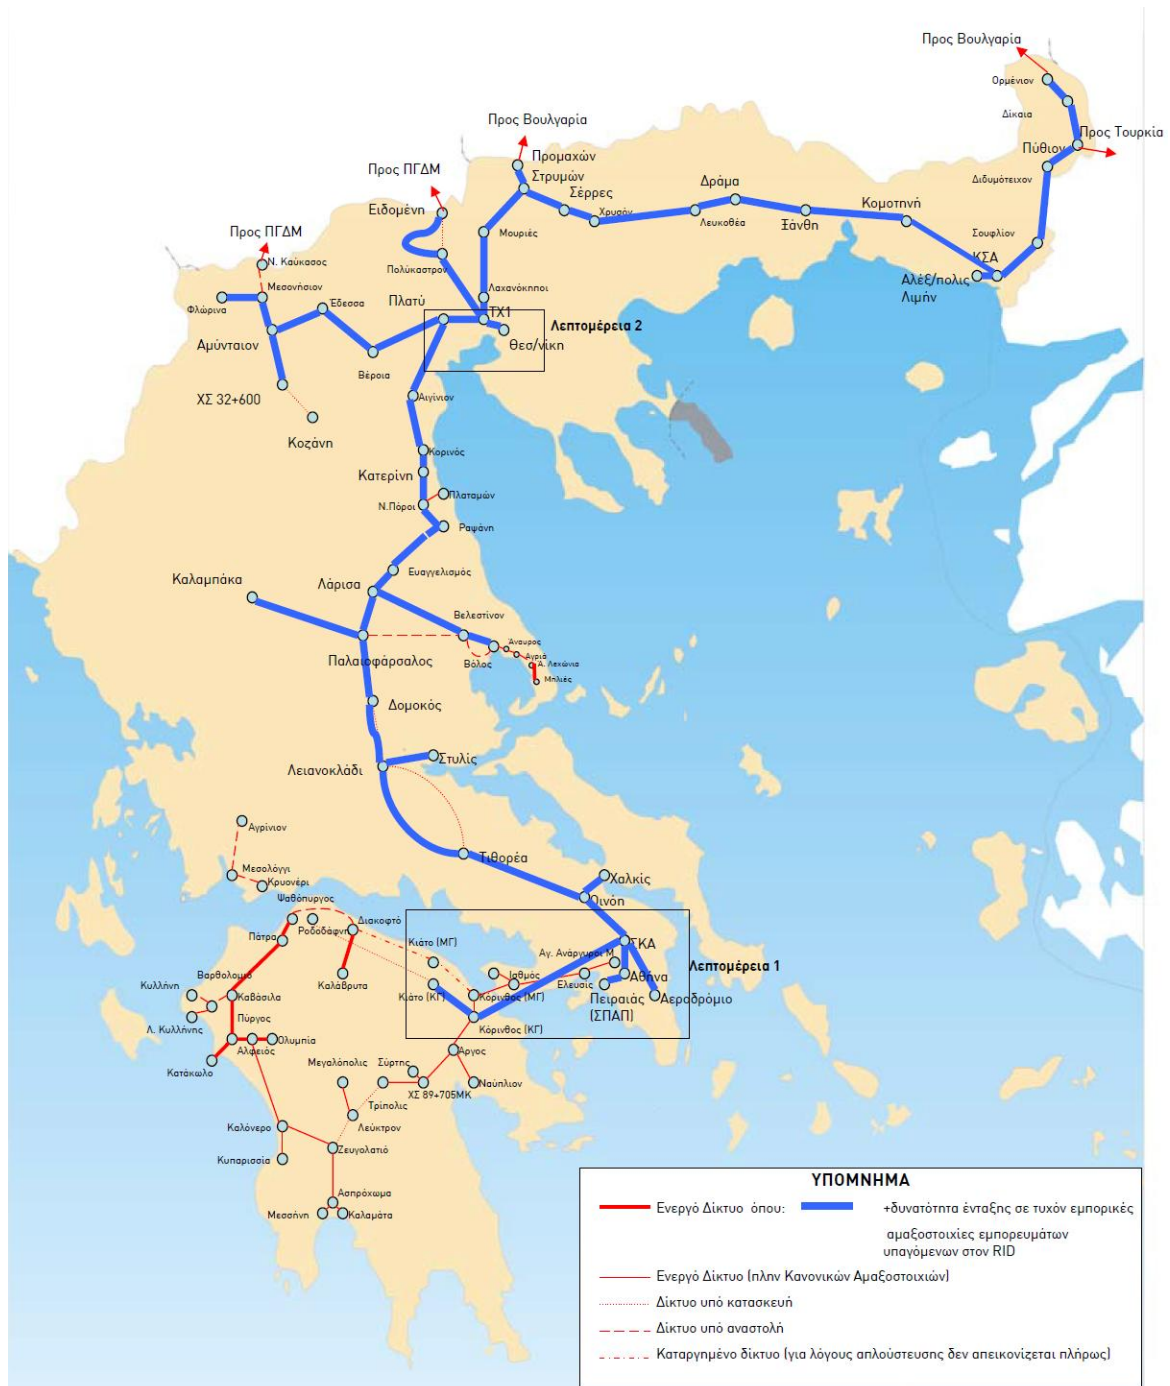 Προς Βουλγαρία
Ορμένιον
Δίκαια
Προς Τουρκία
Πύθιον
Διδυμότειχον
Σουφλίον
ΚΣΑ
Αλέξ/πολις
Λιμήν
Κομοτηνή
Ξάνθη
Δράμα
Λευκοθέα
Χρυσόν
Σέρρες
Προς Βουλγαρία
Προμαχών
Στρυμών
Μουριές
Λαχανόκηποι
Προς ΠΓΔΜ
Ειδομένη
Πολύκαστρον
Προς ΠΓΔΜ
Ν. Καύκασος
Μεσονήσιον
Φλώρινα
Έδεσσα
Πλατύ
ΤΧ1
Λεπτομέρεια 2
Θεσ/νίκη
Αμύνταιον
Βέροια
ΧΣ 32+600
Κοζάνη
Αιγίνιον
Κορινός
Κατερίνη
Πλαταμών
Ν.Πόροι
Ραψάνη
Ευαγγελισμός
Λάρισα
Καλαμπάκα
Βελεστίνον
Παλαιοφάρσαλος
Βόλος
Άναυρος
Αγριά
Ά. Λεχώνια
Μηλιές
Δομοκός
Στυλίς
Λειανοκλάδι
Τιθορέα
Χαλκίς
Οινόη
Αγρίνιον
Μεσολόγγι
Κρυονέρι
Ψαθόπυργος
Ροδοδάφνη
Διακοφτό
Πάτρα
Καλάβρυτα
Κιάτο (ΜΓ)
Κιάτο (ΚΓ)
Ισθμός
Κόρινθος (ΜΓ)
Κόρινθος (ΚΓ)
Αγ. Ανάργυροι Μ
Ελευσίς
ΣΚΑ
Λεπτομέρεια 1
Αθήνα
Πειραιάς
(ΣΠΑΠ)
Αεροδρόμιο
Βαρθολομιό
Κυλλήνη
Καβάσιλα
Λ. Κυλλήνης
Πύργος
Αλφειός
Ολυμπία
Κατάκωλο
Άργος
Ναύπλιον
Σύρτης
ΧΣ 89+705ΜΚ
Μεγαλόπολις
Τρίπολις
Λεύκτρον
Καλόνερο
Ζευγολατιό
Κυπαρισσία
Ασπρόχωμα
Μεσσήνη
Καλαμάτα
ΥΠΟΜΝΗΜΑ
Ενεργό Δίκτυο όπου:
+δυνατότητα ένταξης σε τυχόν εμπορικές
αμαξοστοιχίες εμπορευμάτων
υπαγόμενων στον RID
Ενεργό Δίκτυο (πλην Κανονικών Αμαξοστοιχιών)
Δίκτυο υπό κατασκευή
Δίκτυο υπό αναστολή
Καταργημένο δίκτυο (για λόγους απλούστευσης δεν απεικονίζεται πλήρως)